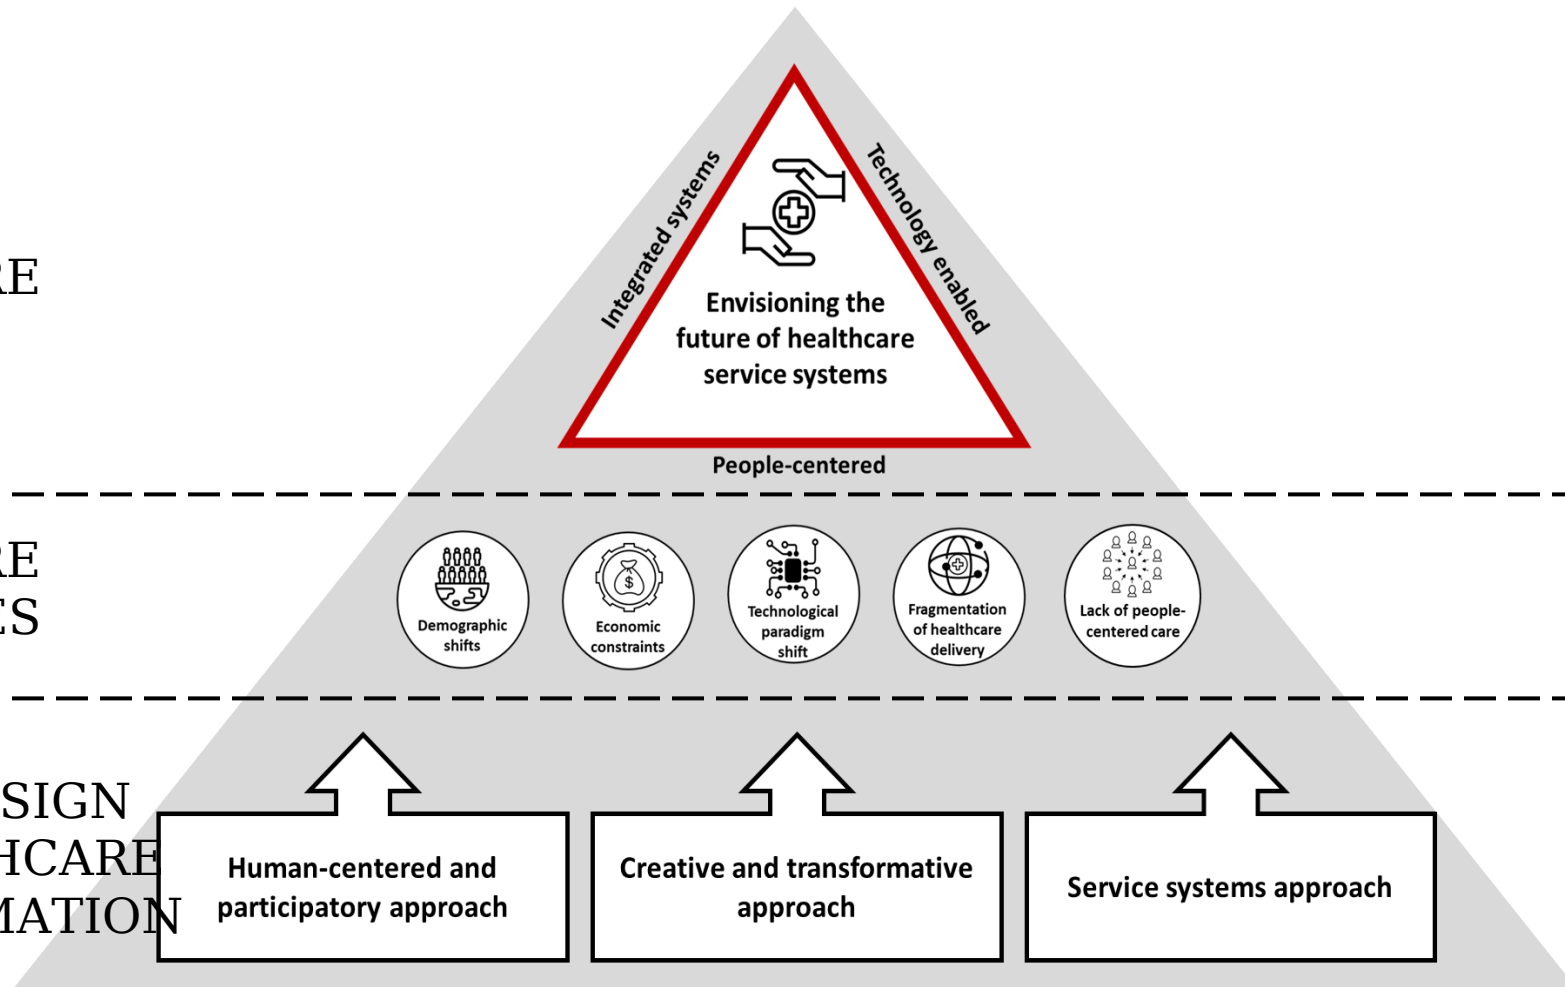 Integrated systems
Technology enabled
Envisioning the
future of healthcare
service systems
People-centered
RE
RE
ES
Demographic
shifts
Economic
constraints
$
Technological
paradigm
shift
Fragmentation
of healthcare
delivery
Lack of people-
centered care
SIGN
HCARE
MATION
Human-centered and
participatory approach
Creative and transformative
approach
Service systems approach